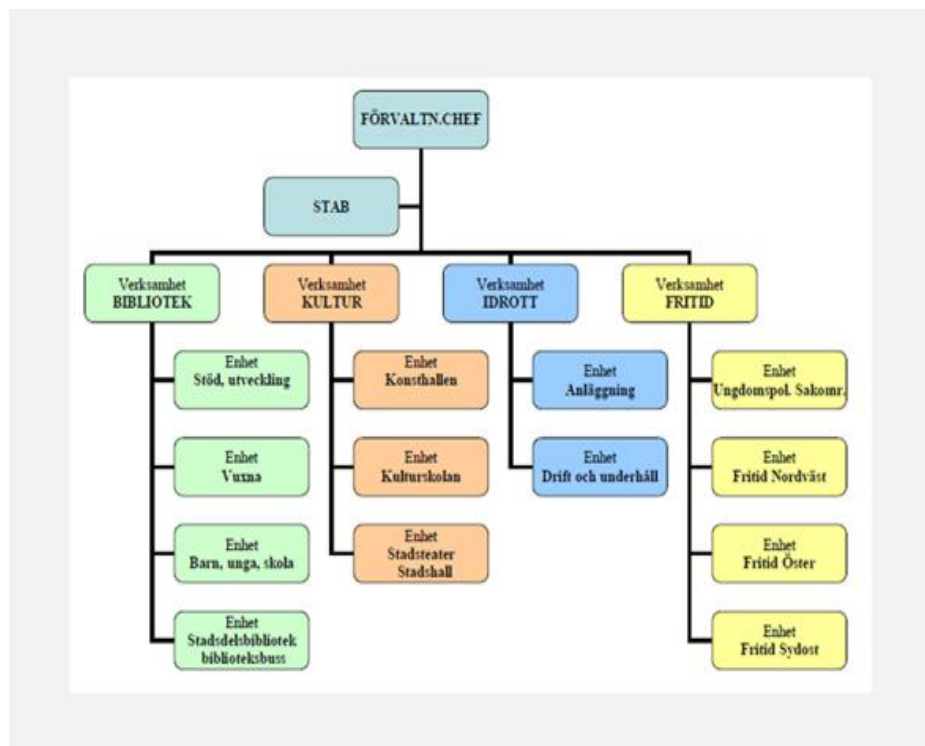 FÖRVALTN.CHEF
STAB
Verksamhet
BIBLIOTEK
Verksamhet
KULTUR
Verksamhet
IDROTT
Verksamhet
FRITID
Enhet
Stöd, utveckling
Enhet
Konsthallen
Enhet
Anläggning
Enhet
Ungdomspol. Sakomr.
Enhet
Vuxna
Enhet
Kulturskolan
Enhet
Drift och underhåll
Enhet
Fritid Nordväst
Enhet
Barn, unga, skola
Enhet
Stadsteater
Stadshall
Enhet
Fritid Öster
Enhet
Stadsdelsbibliotek
biblioteksbuss
Enhet
Fritid Sydost